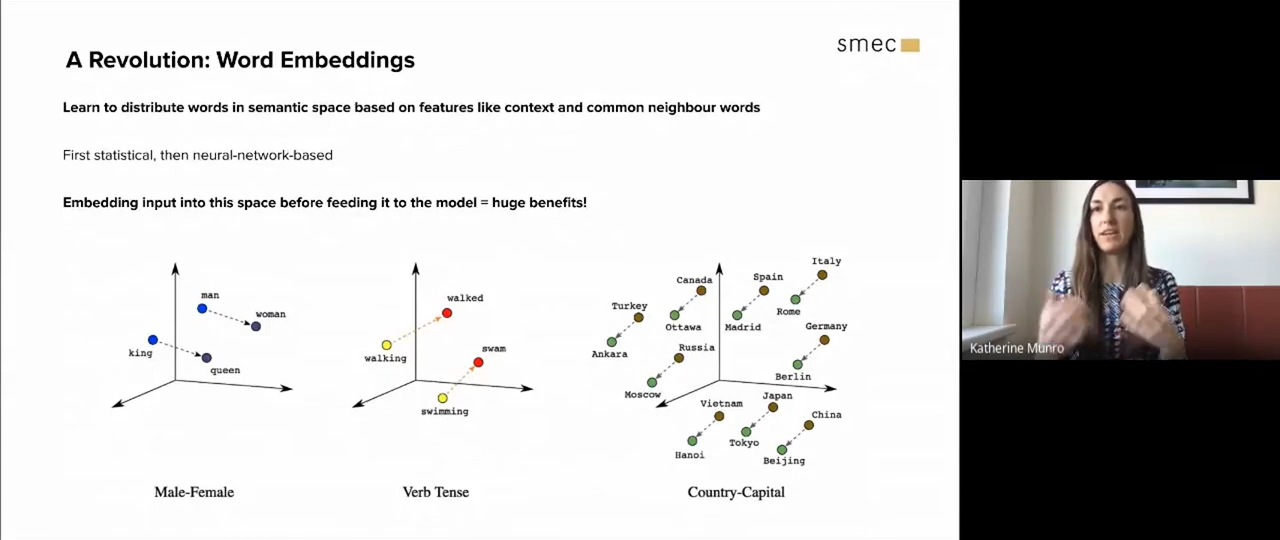 smec
A Revolution: Word Embeddings
Learn to distribute words in semantic space based on features like context and common neighbour words
First statistical, then neural-network-based
Embedding input into this space before feeding it to the model = huge benefits!
man
woman
king
queen
Male-Female
walked
walking
swam
swimming
Verb Tense
Italy
Canada
Spain
Rome
Turkey
Ottawa
Madrid
Germany
Ankara
Russia
Berlin
Moscow
Vietnam
Japan
China
Tokyo
Hanoi
Beijing
Country-Capital
Katherine Munro